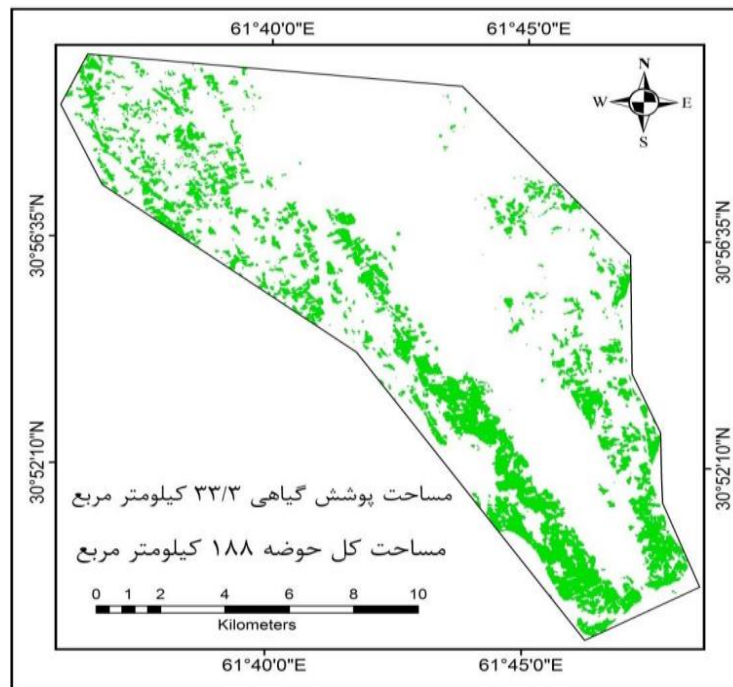 61°40'0"E 61°45'0"E
N
W E
S
30°56'35"N 30°56'35"N
30°52'10"N 30°52'10"N
مساحت پوشش گیاهی ۳۳/۳ کیلومتر مربع
مساحت کل حوضه ۱۸۸ کیلومتر مربع
0 1 2 4 6 8 10
Kilometers
61°40'0"E 61°45'0"E